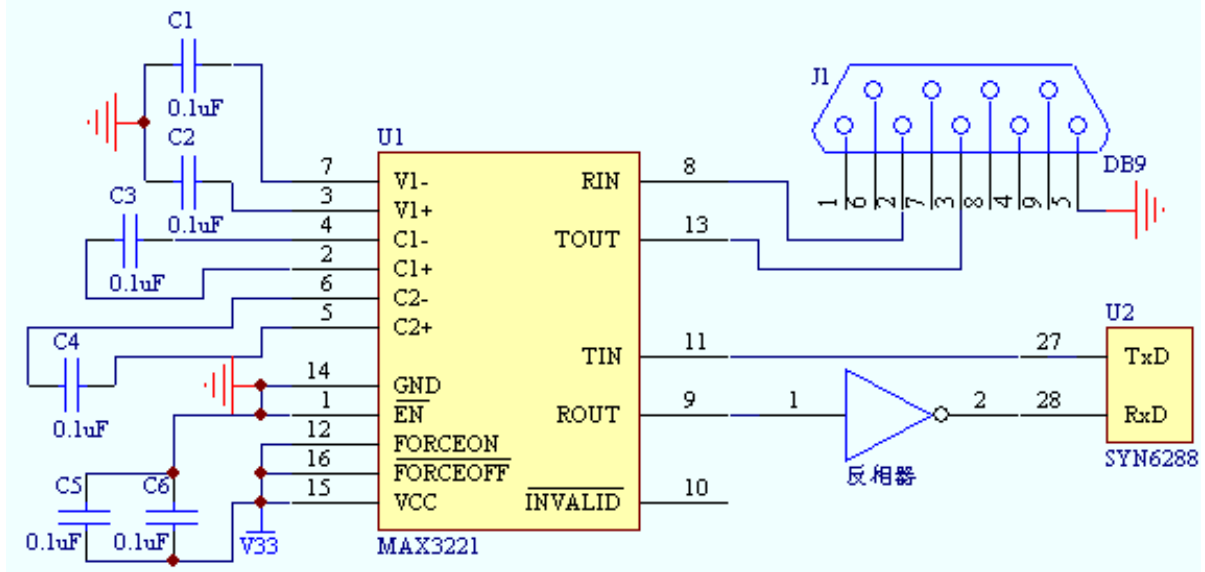 C1
0.1uF
C2
0.1uF
C3
0.1uF
C4
0.1uF
C5
0.1uF
C6
0.1uF
V33
U1
7 V1-
3 V1+
4 C1-
2 C1+
6 C2-
5 C2+
14 GND
1 EN
12 FORCEON
16 FORCEOFF
15 VCC
RIN 8
TOUT 13
TIN 11
ROUT 9
INVALID 10
MAX3221
J1
DB9
1 6 2 7 3 8 4 9 5
1
2
反相器
U2
27 TxD
28 RxD
SYN6288